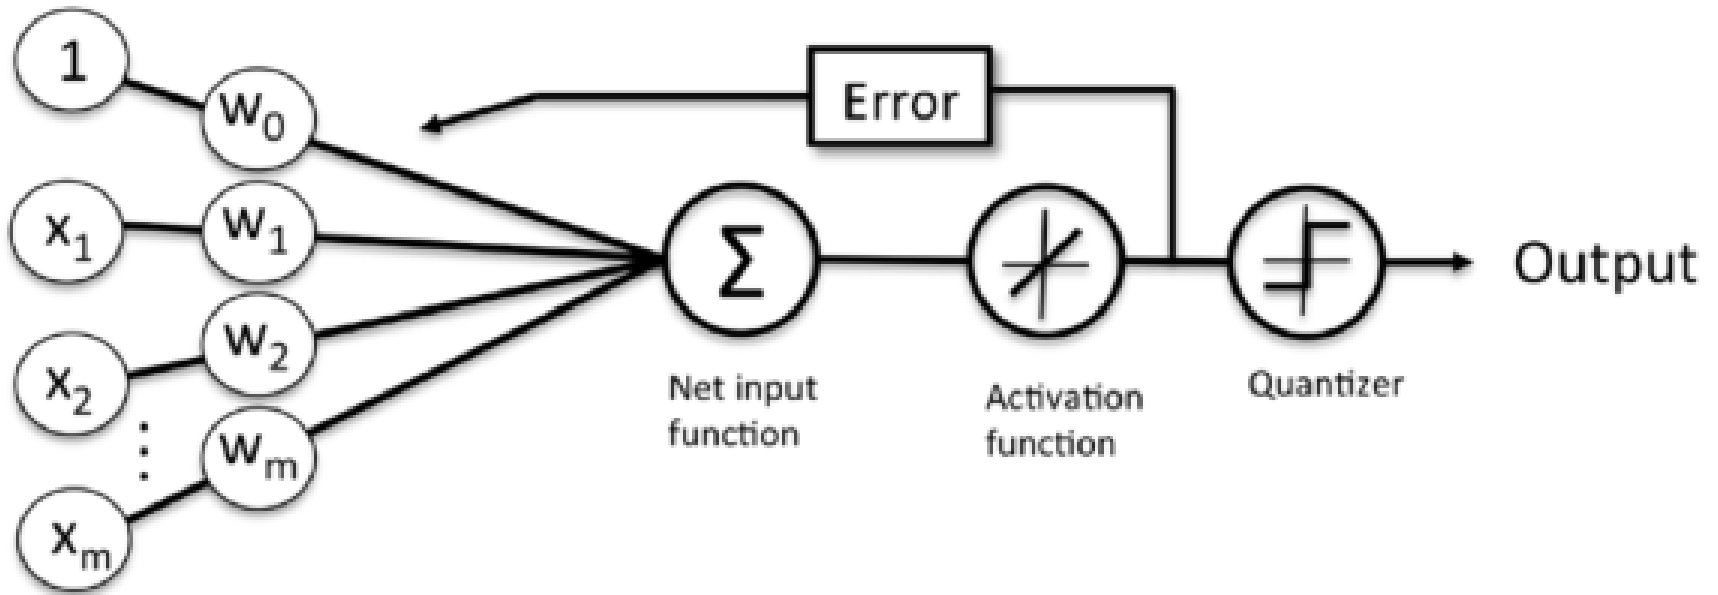 1
w₀
Error
x₁
w₁
Σ
Output
x₂
w₂
Net input
function
Activation
function
Quantizer
⋮
wₘ
xₘ